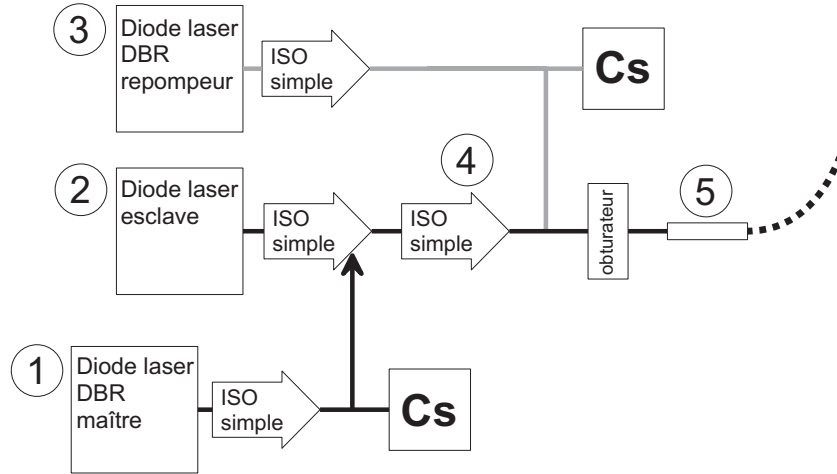 3
Diode laser
DBR
repompeur
ISO
simple
Cs
2
Diode laser
esclave
ISO
simple
4
ISO
simple
obturateur
5
1
Diode laser
DBR
maître
ISO
simple
Cs